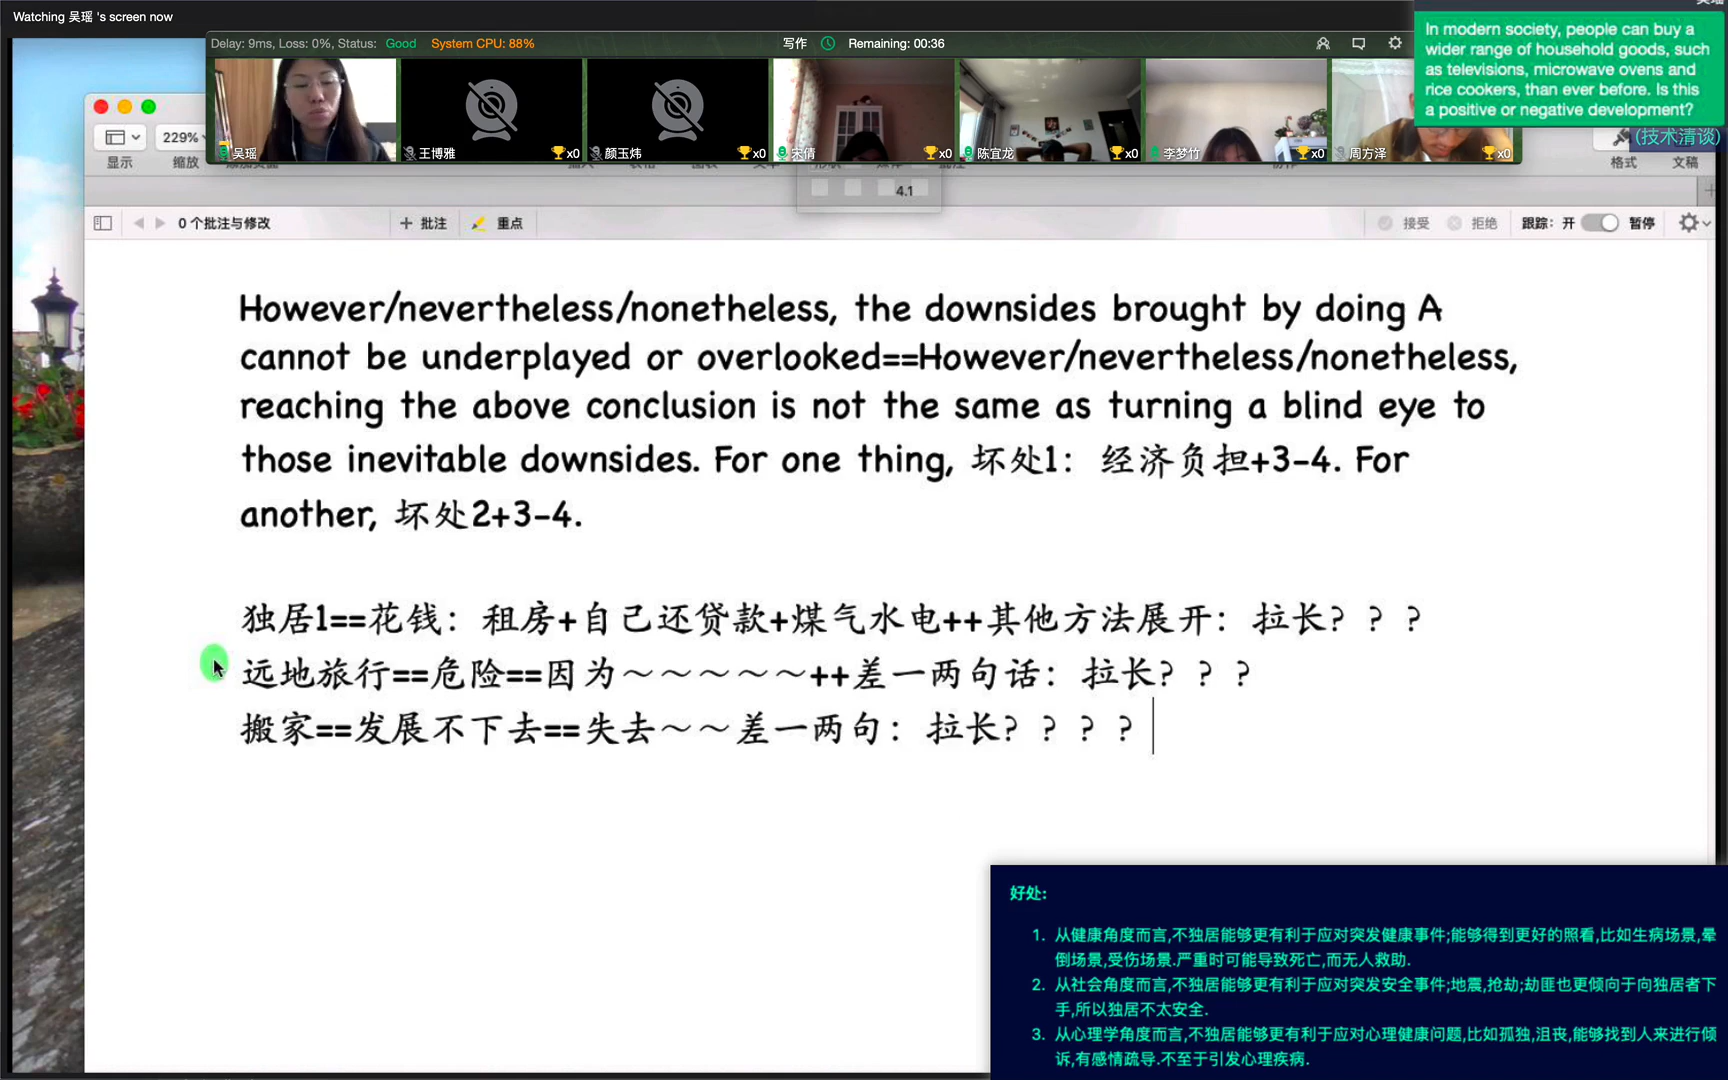 Watching 吴瑶 's screen now
Delay: 9ms, Loss: 0%, Status: Good System CPU: 88%
写作 Remaining: 00:36
In modern society, people can buy a
wider range of household goods, such
as televisions, microwave ovens and
rice cookers, than ever before. Is this
a positive or negative development?
(技术清谈)
吴瑶
王博雅 x0
颜玉炜 x0
宋倩 x0
陈宜龙 x0
李梦竹 x0
周方泽 x0
229%
显示 缩放
格式 文稿
4.1
0 个批注与修改
批注
重点
接受 拒绝 跟踪: 开 暂停
However/nevertheless/nonetheless, the downsides brought by doing A
cannot be underplayed or overlooked==However/nevertheless/nonetheless,
reaching the above conclusion is not the same as turning a blind eye to
those inevitable downsides. For one thing, 坏处1：经济负担+3-4. For
another, 坏处2+3-4.
独居1==花钱：租房+自己还贷款+煤气水电++其他方法展开：拉长？？？
远地旅行==危险==因为～～～～～++差一两句话：拉长？？？
搬家==发展不下去==失去～～差一两句：拉长？？？？
好处:
1. 从健康角度而言,不独居能够更有利于应对突发健康事件;能够得到更好的照看,比如生病场景,晕
倒场景,受伤场景.严重时可能导致死亡,而无人救助.
2. 从社会角度而言,不独居能够更有利于应对突发安全事件;地震,抢劫;劫匪也更倾向于向独居者下
手,所以独居不太安全.
3. 从心理学角度而言,不独居能够更有利于应对心理健康问题,比如孤独,沮丧,能够找到人来进行倾
诉,有感情疏导.不至于引发心理疾病.